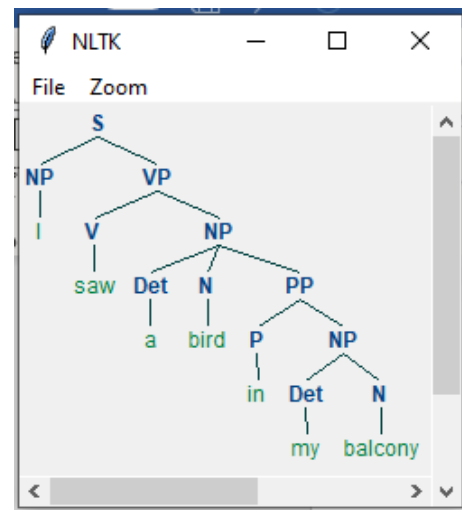 NLTK
File Zoom
S
NP VP
I V NP
saw Det N PP
a bird P NP
in Det N
my balcony